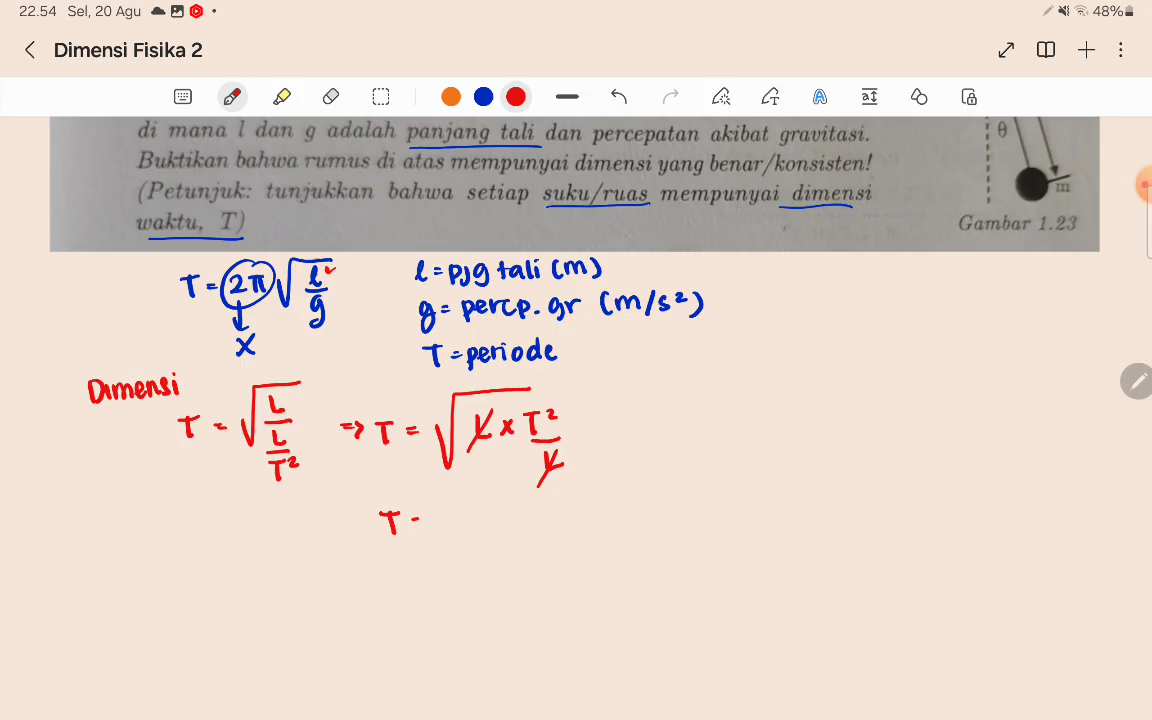 22.54 Sel, 20 Agu
48%
Dimensi Fisika 2
di mana l dan g adalah panjang tali dan percepatan akibat gravitasi.
Buktikan bahwa rumus di atas mempunyai dimensi yang benar/konsisten!
(Petunjuk: tunjukkan bahwa setiap suku/ruas mempunyai dimensi
waktu, T)
θ
m
Gambar 1.23
T = 2π √(l/g)
x
l = pjg tali (m)
g = percp. gr (m/s²)
T = periode
Dimensi
T = √(L/(L/T²)) => T = √(L x T²/L)
T =